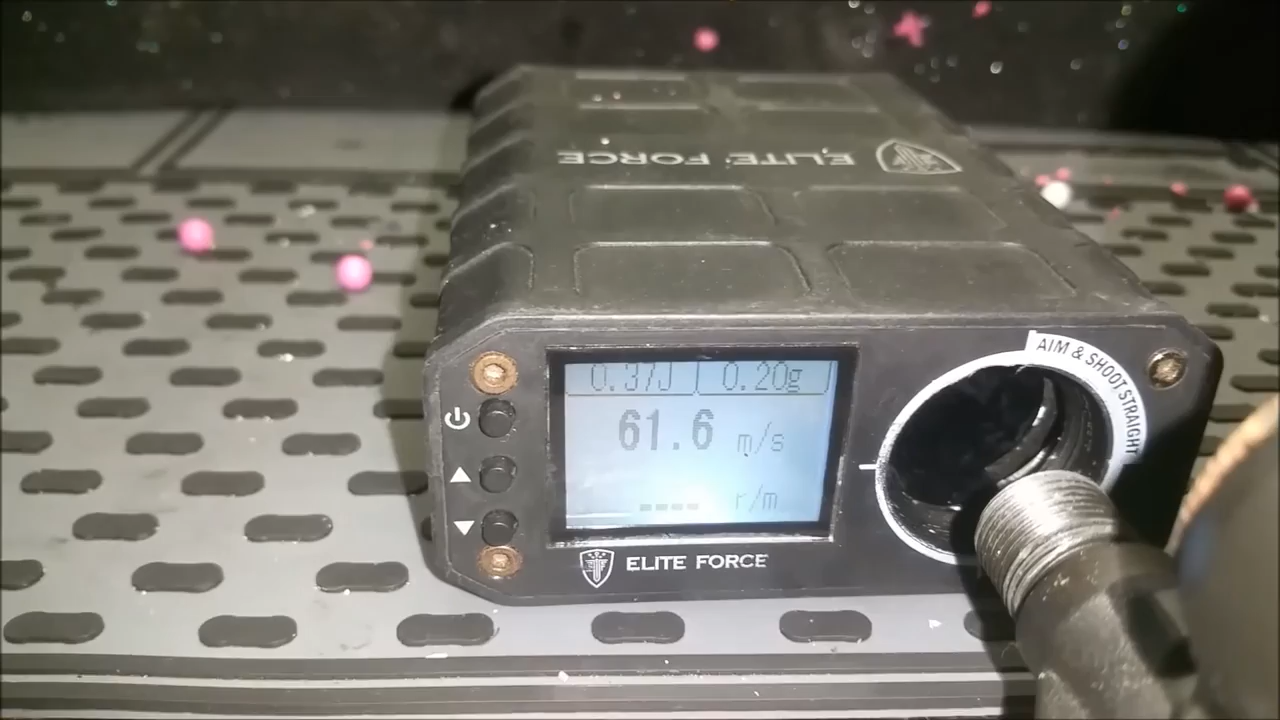 ELITE FORCE
AIM & SHOOT STRAIGHT
0.37J 0.20g
61.6 m/s
---- r/m
ELITE FORCE